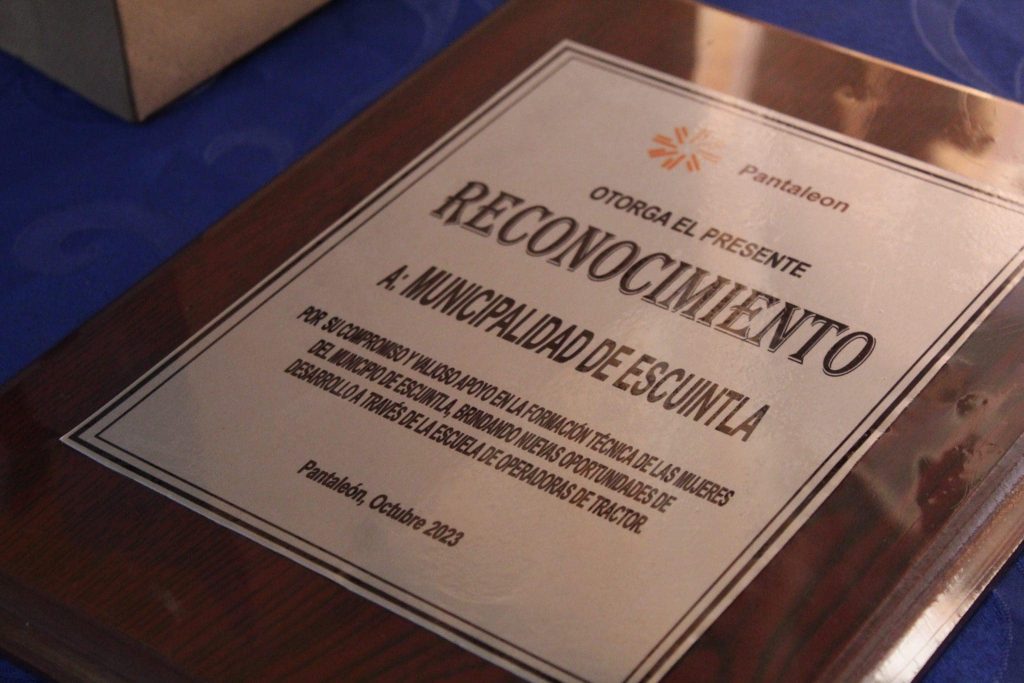 Pantaleon
OTORGA EL PRESENTE
RECONOCIMIENTO
A: MUNICIPALIDAD DE ESCUINTLA
POR SU COMPROMISO Y VALIOSO APOYO EN LA FORMACIÓN TÉCNICA DE LAS MUJERES
DEL MUNICIPIO DE ESCUINTLA, BRINDANDO NUEVAS OPORTUNIDADES DE
DESARROLLO A TRAVÉS DE LA ESCUELA DE OPERADORAS DE TRACTOR.
Pantaleón, Octubre 2023